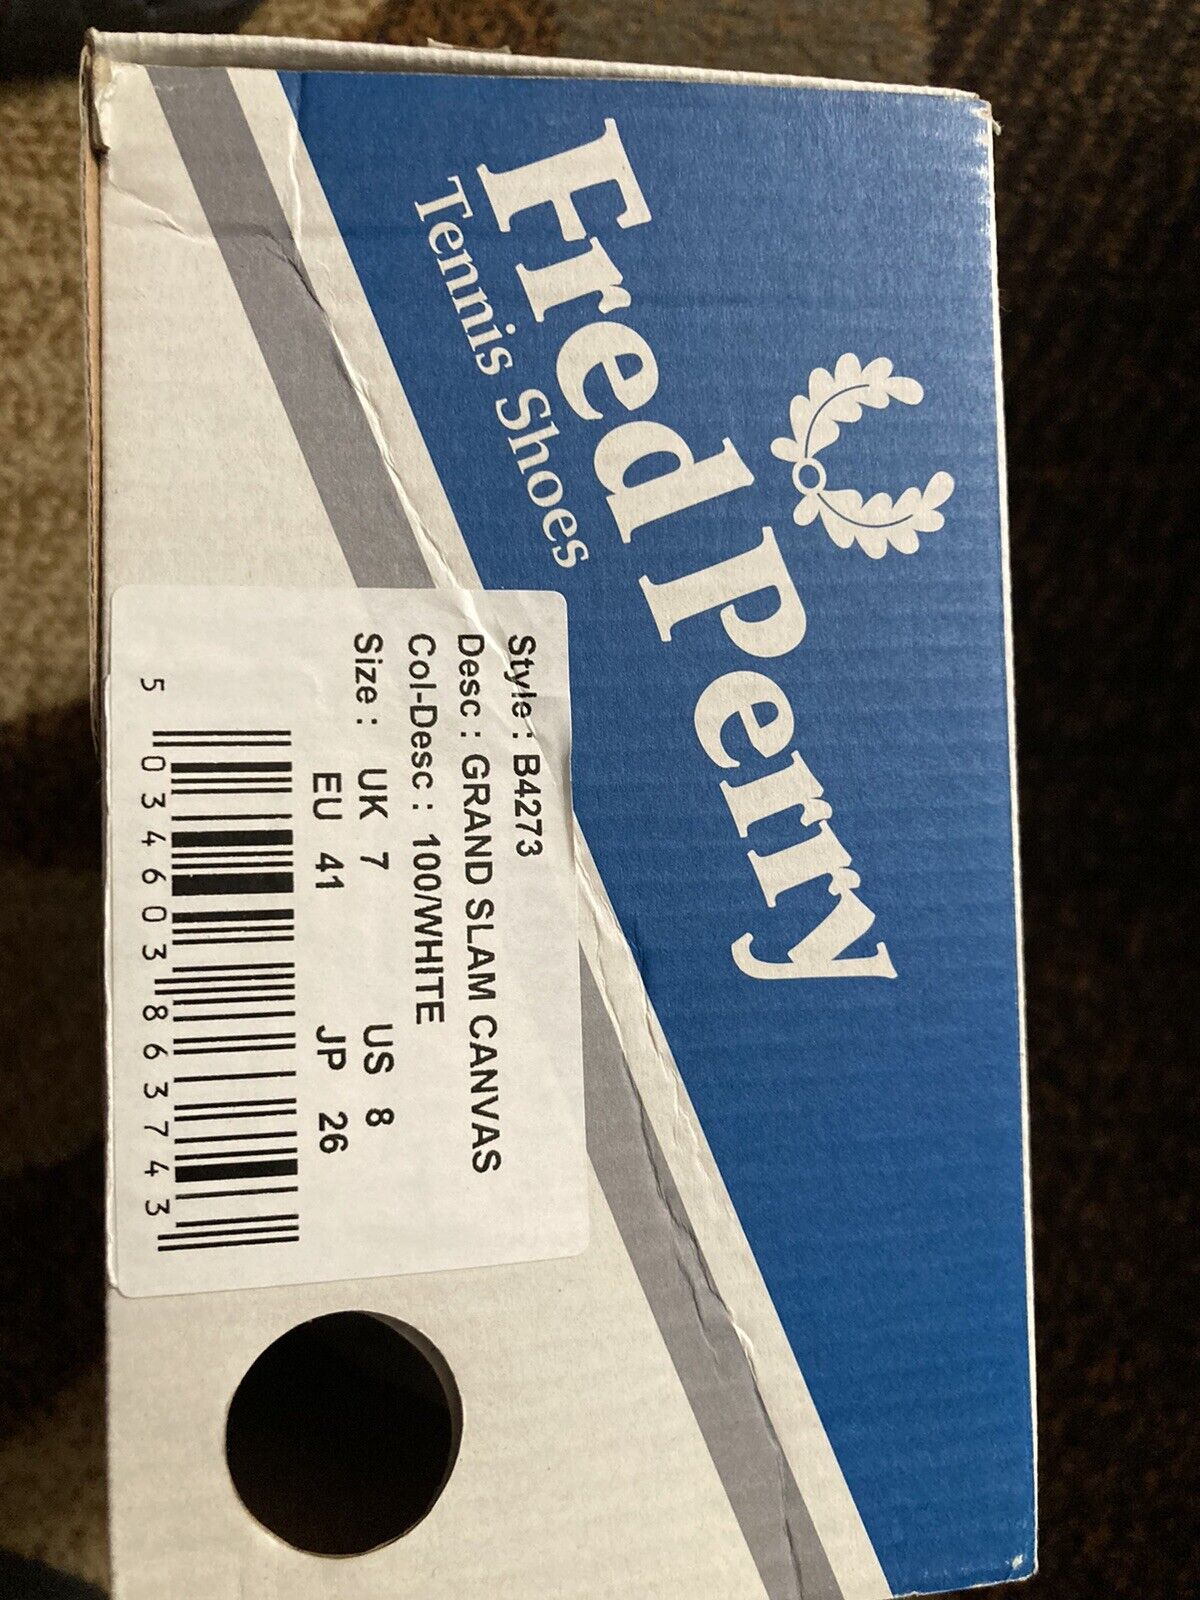 Fred Perry
Tennis Shoes
Style : B4273
Desc : GRAND SLAM CANVAS
Col-Desc : 100/WHITE
Size : UK 7 US 8
EU 41 JP 26
5 034603 863743